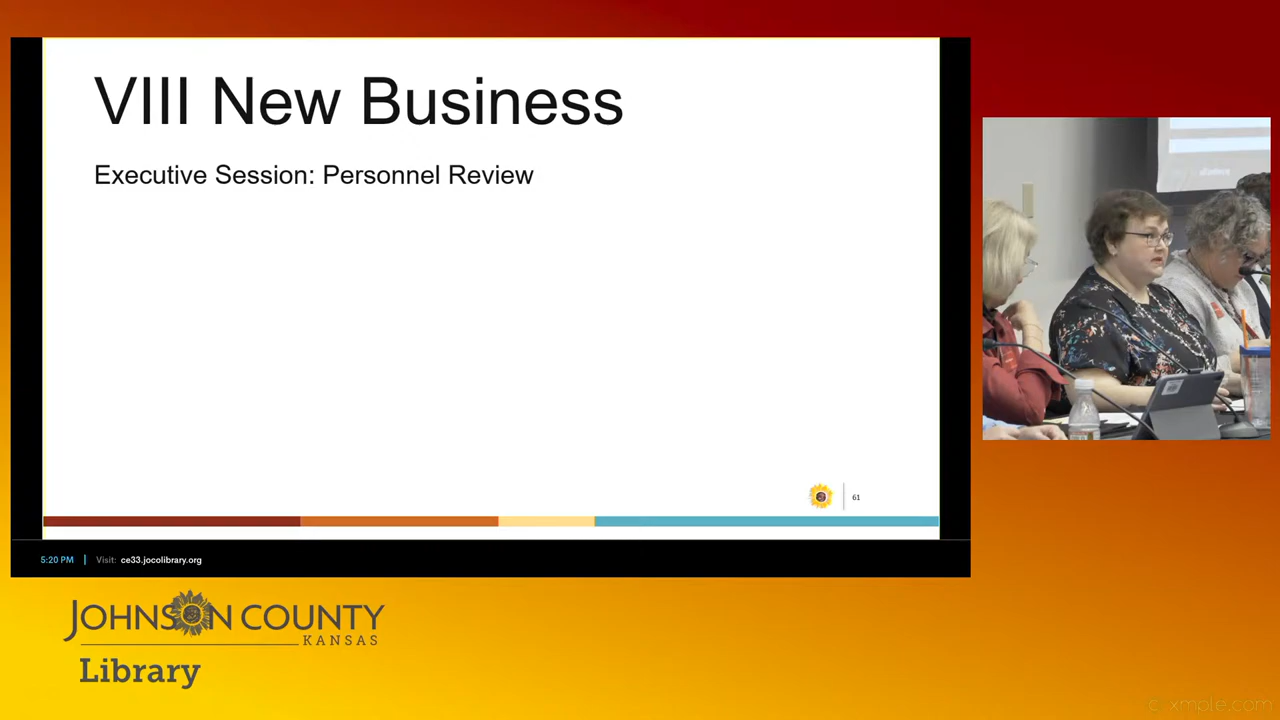 VIII New Business
Executive Session: Personnel Review
61
5:20 PM | Visit: ce33.jocolibrary.org
JOHNSON COUNTY
KANSAS
Library